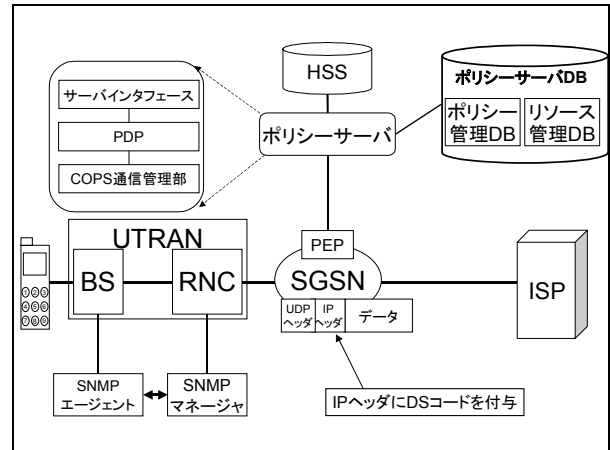 HSS
ポリシーサーバDB
ポリシー
管理DB
リソース
管理DB
サーバインタフェース
PDP
COPS通信管理部
ポリシーサーバ
UTRAN
BS
RNC
PEP
SGSN
ISP
①②③
④⑤⑥
⑦⑧⑨
UDP
ヘッダ
IP
ヘッダ
データ
SNMP
エージェント
SNMP
マネージャ
IPヘッダにDSコードを付与